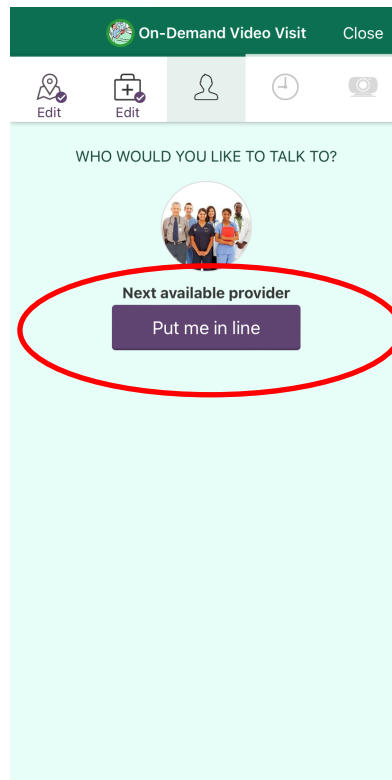 On-Demand Video Visit Close
Edit Edit
WHO WOULD YOU LIKE TO TALK TO?
Next available provider
Put me in line